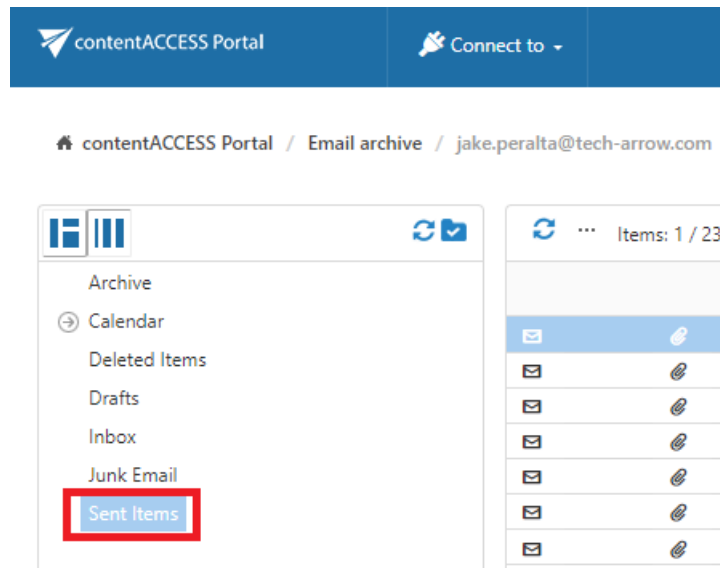 contentACCESS Portal
Connect to
contentACCESS Portal / Email archive / jake.peralta@tech-arrow.com
... Items: 1 / 23
Archive
Calendar
Deleted Items
Drafts
Inbox
Junk Email
Sent Items